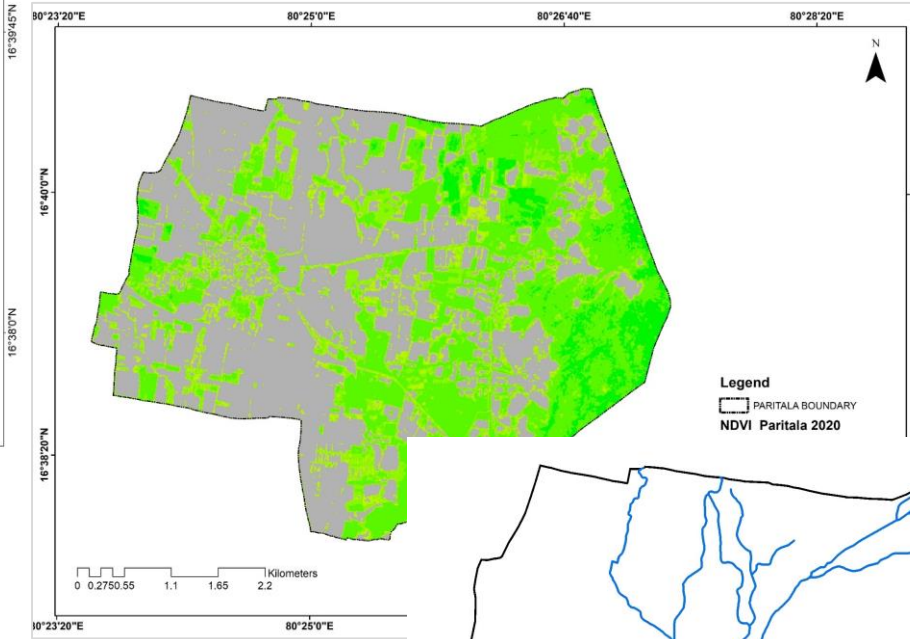 80°23'20"E 80°25'0"E 80°26'40"E 80°28'20"E
16°39'45"N
N
16°40'0"N
16°38'0"N
Legend
PARITALA BOUNDARY
NDVI Paritala 2020
16°38'20"N
Kilometers
0 0.2750.55 1.1 1.65 2.2
80°23'20"E 80°25'0"E